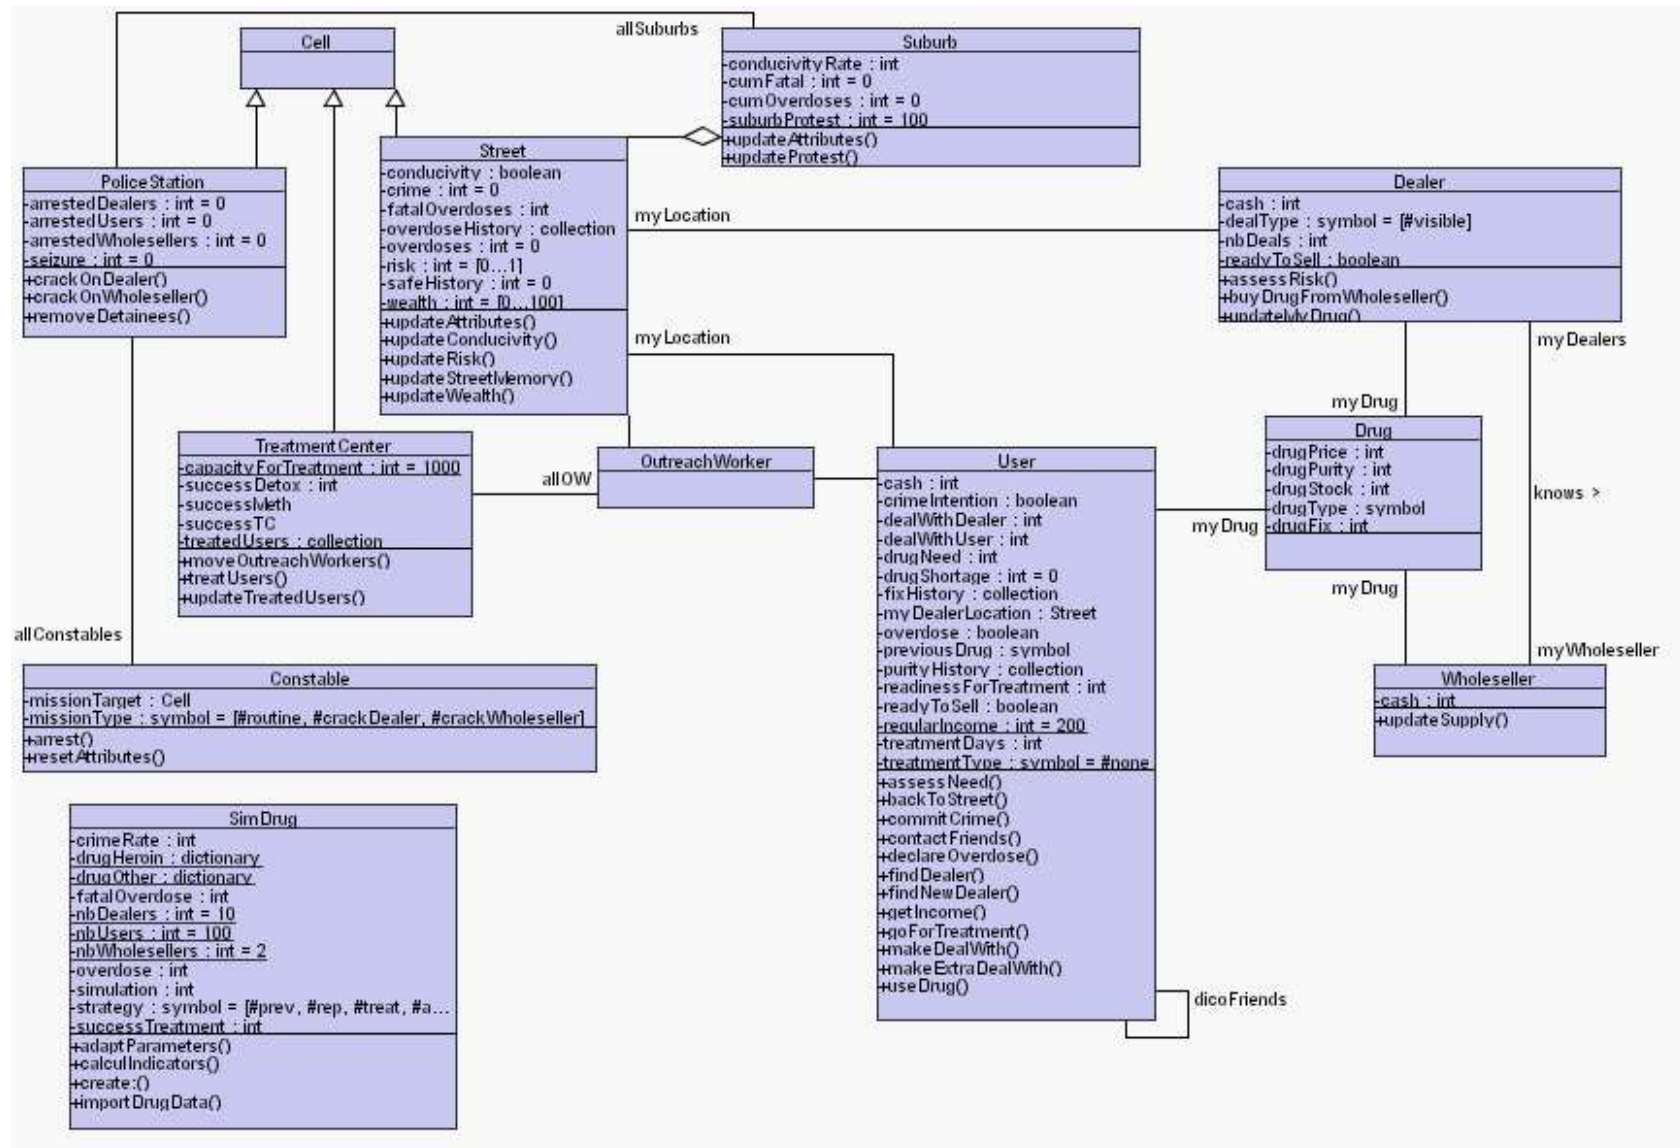 allSuburbs
Cell
Suburb
-conducivityRate : int
-cumFatal : int = 0
-cumOverdoses : int = 0
-suburbProtest : int = 100
+updateAttributes()
+updateProtest()
Street
-conducivity : boolean
-crime : int = 0
-fatalOverdoses : int
-overdoseHistory : collection
-overdoses : int = 0
-risk : int = [0...1]
-safeHistory : int = 0
-wealth : int = [0...100]
+updateAttributes()
+updateConducivity()
+updateRisk()
+updateStreetMemory()
+updateWealth()
PoliceStation
-arrestedDealers : int = 0
-arrestedUsers : int = 0
-arrestedWholesellers : int = 0
-seizure : int = 0
+crackOnDealer()
+crackOnWholeseller()
+removeDetainees()
myLocation
Dealer
-cash : int
-dealType : symbol = [#visible]
-nbDeals : int
-readyToSell : boolean
+assessRisk()
+buyDrugFromWholeseller()
+updateMyDrug()
myLocation
myDealers
myDrug
Drug
-drugPrice : int
-drugPurity : int
-drugStock : int
-drugType : symbol
-drugFix : int
knows >
myDrug
myDrug
TreatmentCenter
-capacityForTreatment : int = 1000
-successDetox : int
-successMeth
-successTC
-treatedUsers : collection
+moveOutreachWorkers()
+treatUsers()
+updateTreatedUsers()
allOW
OutreachWorker
User
-cash : int
-crimeIntention : boolean
-dealWithDealer : int
-dealWithUser : int
-drugNeed : int
-drugShortage : int = 0
-fixHistory : collection
-myDealerLocation : Street
-overdose : boolean
-previousDrug : symbol
-purityHistory : collection
-readinessForTreatment : int
-readyToSell : boolean
-regularIncome : int = 200
-treatmentDays : int
-treatmentType : symbol = #none
+assessNeed()
+backToStreet()
+commitCrime()
+contactFriends()
+declareOverdose()
+findDealer()
+findNewDealer()
+getIncome()
+goForTreatment()
+makeDealWith()
+makeExtraDealWith()
+useDrug()
dicoFriends
myWholeseller
Wholeseller
-cash : int
+updateSupply()
allConstables
Constable
-missionTarget : Cell
-missionType : symbol = [#routine, #crackDealer, #crackWholeseller]
+arrest()
+resetAttributes()
SimDrug
-crimeRate : int
-drugHeroin : dictionary
-drugOther : dictionary
-fatalOverdose : int
-nbDealers : int = 10
-nbUsers : int = 100
-nbWholesellers : int = 2
-overdose : int
-simulation : int
-strategy : symbol = [#prev, #rep, #treat, #a...
-successTreatment : int
+adaptParameters()
+calculIndicators()
+create:()
+importDrugData()